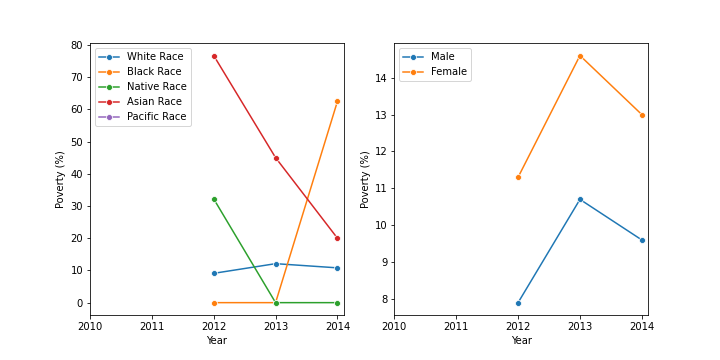 80
70
60
50
40
30
20
10
0
Poverty (%)
White Race
Black Race
Native Race
Asian Race
Pacific Race
2010 2011 2012 2013 2014
Year
14
13
12
11
10
9
8
Poverty (%)
Male
Female
2010 2011 2012 2013 2014
Year